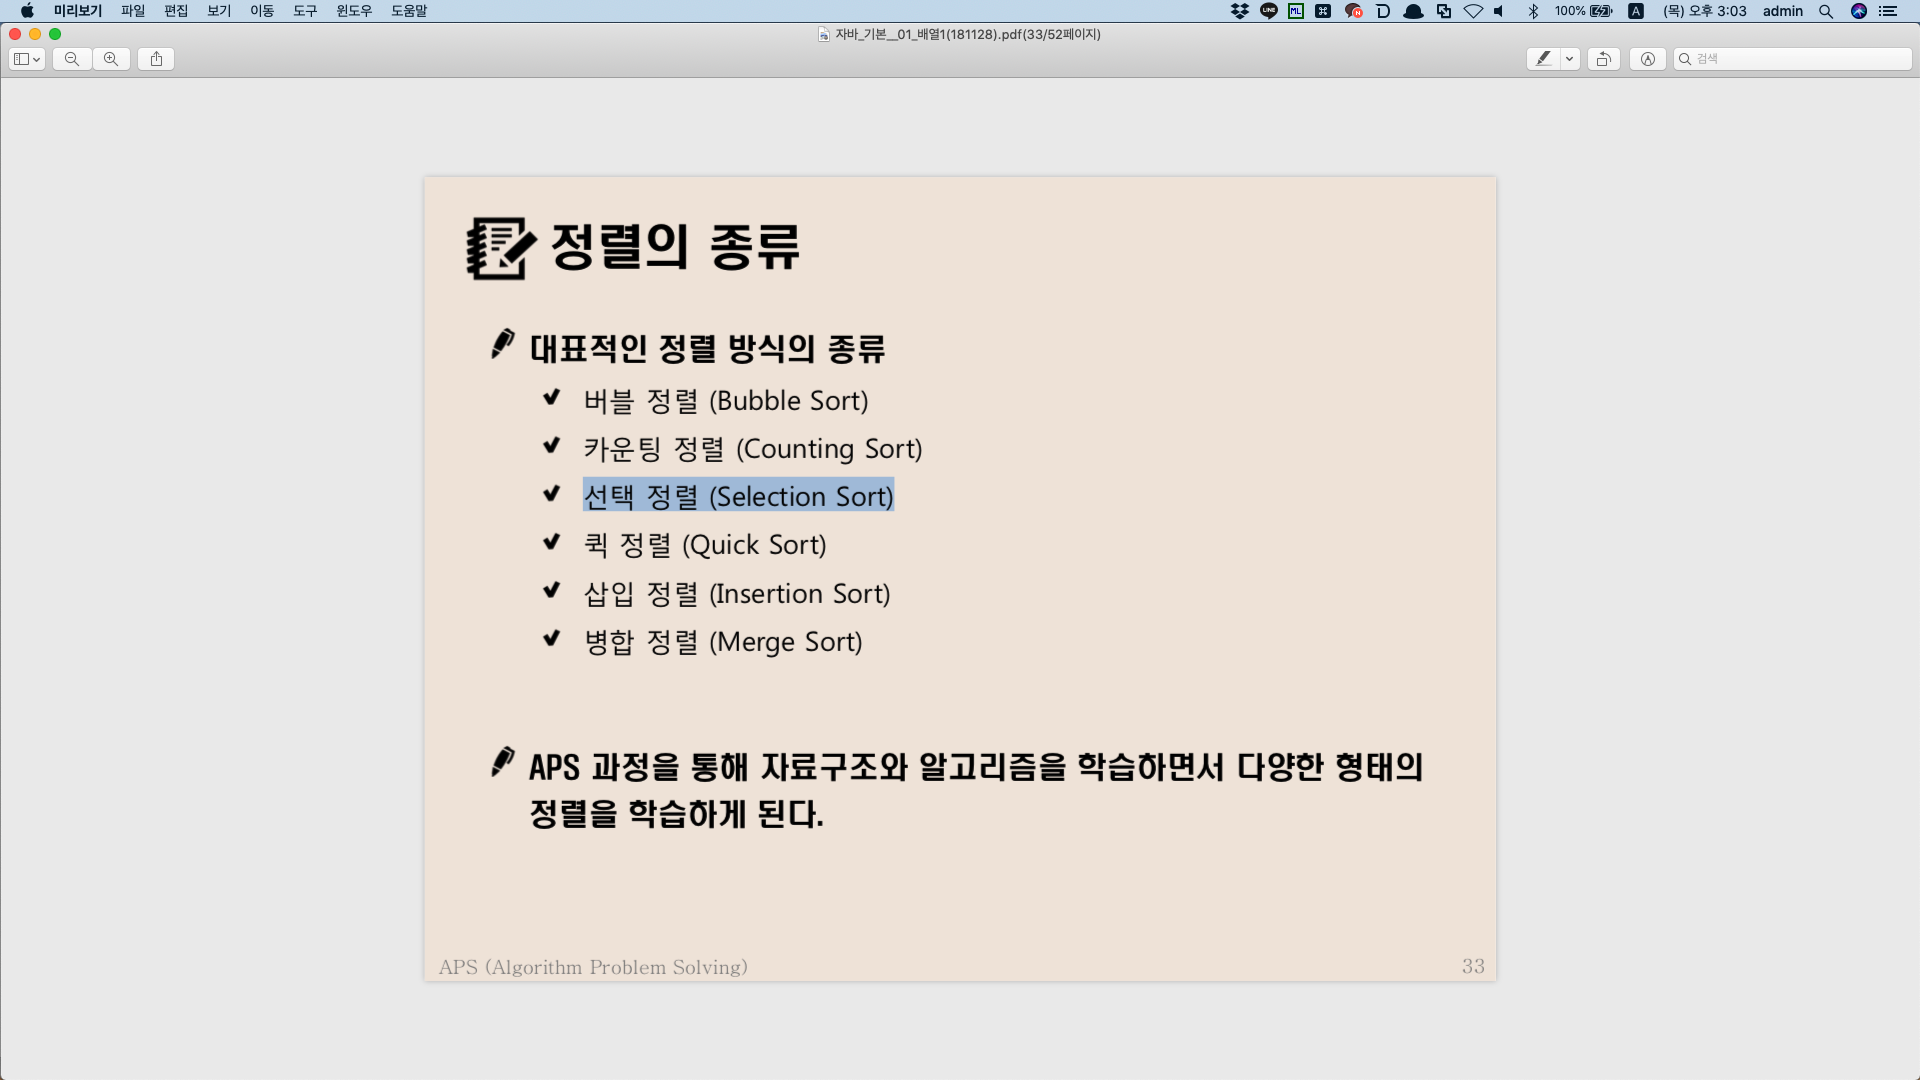 미리보기 파일 편집 보기 이동 도구 윈도우 도움말
LINE ML N 100% A (목) 오후 3:03 admin
자바_기본__01_배열1(181128).pdf(33/52페이지)
검색
정렬의 종류
대표적인 정렬 방식의 종류
버블 정렬 (Bubble Sort)
카운팅 정렬 (Counting Sort)
선택 정렬 (Selection Sort)
퀵 정렬 (Quick Sort)
삽입 정렬 (Insertion Sort)
병합 정렬 (Merge Sort)
APS 과정을 통해 자료구조와 알고리즘을 학습하면서 다양한 형태의
정렬을 학습하게 된다.
APS (Algorithm Problem Solving) 33